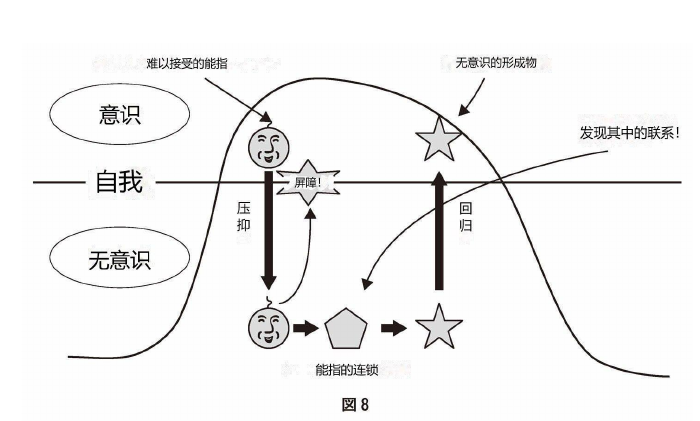 难以接受的能指
无意识的形成物
意识
发现其中的联系！
自我
屏障！
压抑
回归
无意识
能指的连锁
図8